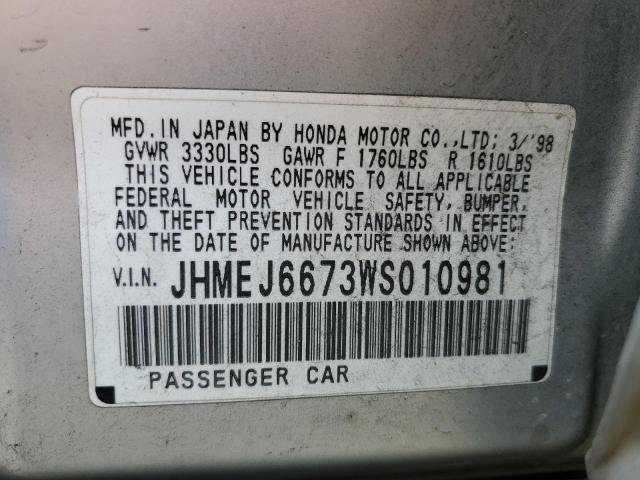 MFD.IN JAPAN BY HONDA MOTOR CO.,LTD; 3/'98
GVWR 3330LBS GAWR F 1760LBS R 1610LBS
THIS VEHICLE CONFORMS TO ALL APPLICABLE
FEDERAL MOTOR VEHICLE SAFETY, BUMPER,
AND THEFT PREVENTION STANDARDS IN EFFECT
ON THE DATE OF MANUFACTURE SHOWN ABOVE:
V.I.N. JHMEJ6673WS010981
PASSENGER CAR